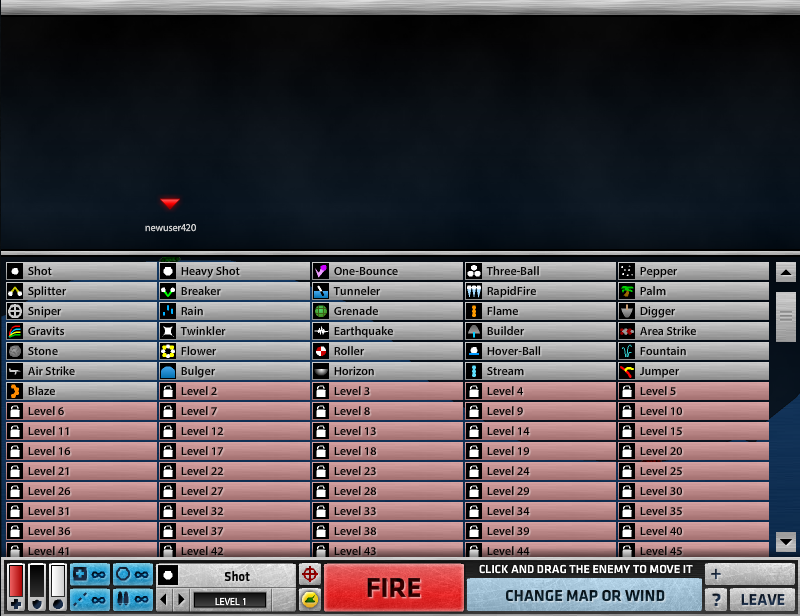 newuser420
Shot Heavy Shot One-Bounce Three-Ball Pepper
Splitter Breaker Tunneler RapidFire Palm
Sniper Rain Grenade Flame Digger
Gravits Twinkler Earthquake Builder Area Strike
Stone Flower Roller Hover-Ball Fountain
Air Strike Bulger Horizon Stream Jumper
Blaze Level 2 Level 3 Level 4 Level 5
Level 6 Level 7 Level 8 Level 9 Level 10
Level 11 Level 12 Level 13 Level 14 Level 15
Level 16 Level 17 Level 18 Level 19 Level 20
Level 21 Level 22 Level 23 Level 24 Level 25
Level 26 Level 27 Level 28 Level 29 Level 30
Level 31 Level 32 Level 33 Level 34 Level 35
Level 36 Level 37 Level 38 Level 39 Level 40
Level 41 Level 42 Level 43 Level 44 Level 45
Shot
LEVEL 1
FIRE
CLICK AND DRAG THE ENEMY TO MOVE IT
CHANGE MAP OR WIND
+
? LEAVE